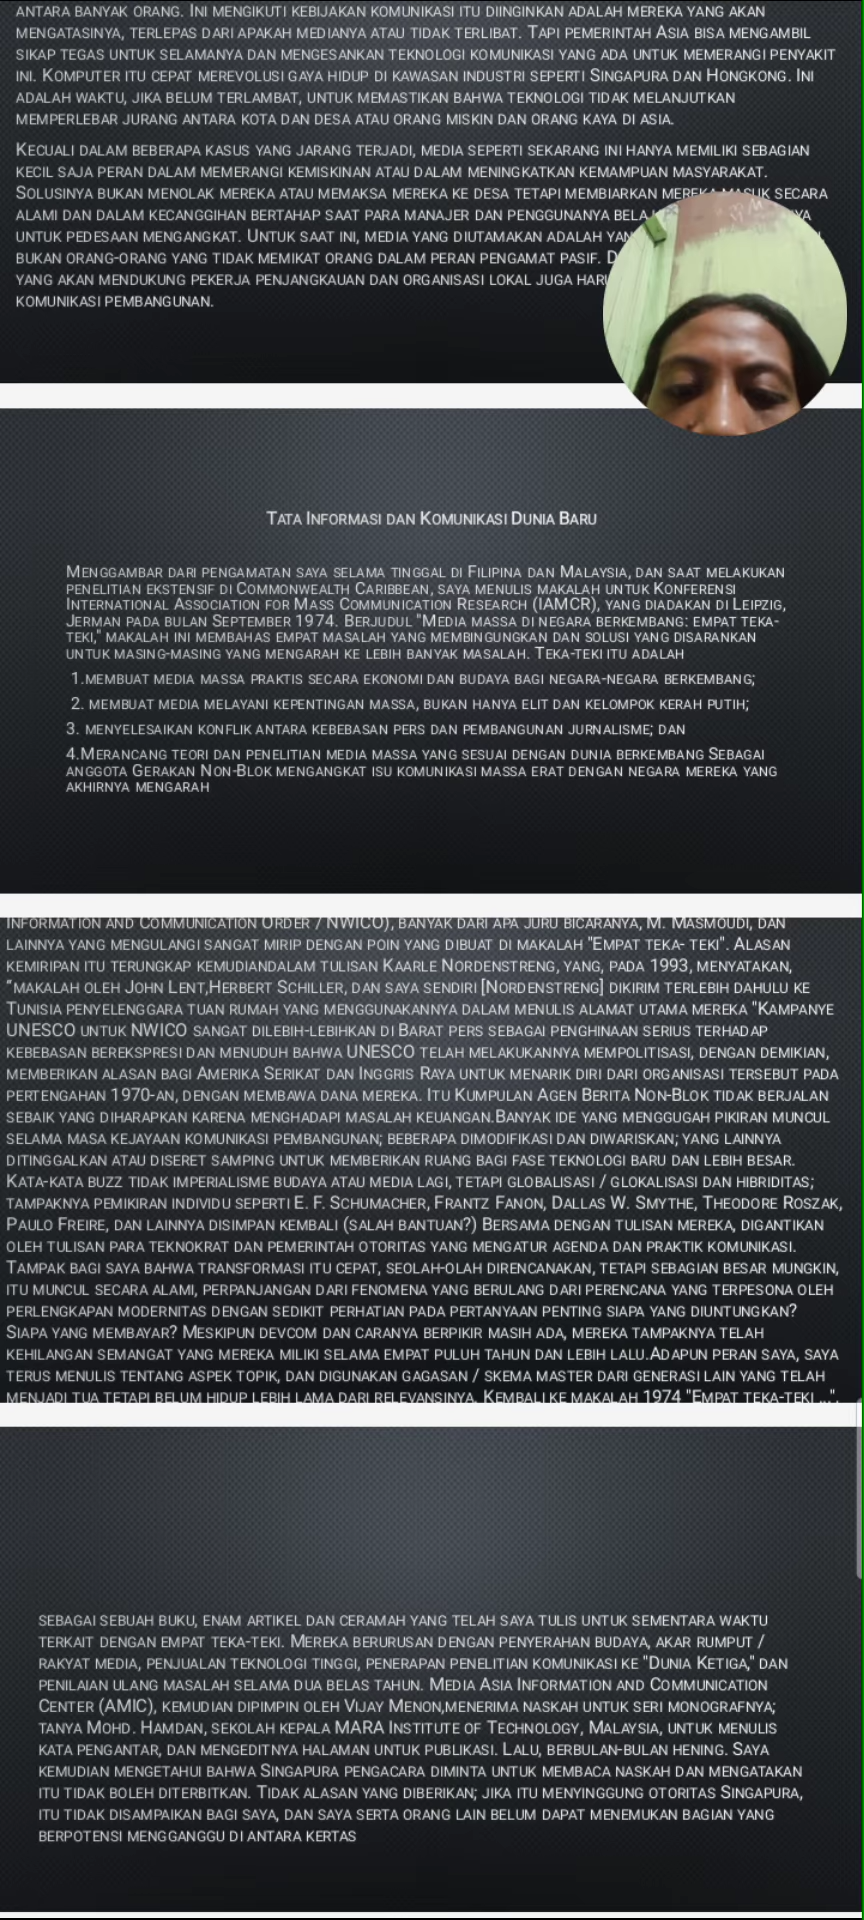 ANTARA BANYAK ORANG. INI MENGIKUTI KEBIJAKAN KOMUNIKASI ITU DIINGINKAN ADALAH MEREKA YANG AKAN
MENGATASINYA, TERLEPAS DARI APAKAH MEDIANYA ATAU TIDAK TERLIBAT. TAPI PEMERINTAH ASIA BISA MENGAMBIL
SIKAP TEGAS UNTUK SELAMANYA DAN MENGESANKAN TEKNOLOGI KOMUNIKASI YANG ADA UNTUK MEMERANGI PENYAKIT
INI. KOMPUTER ITU CEPAT MEREVOLUSI GAYA HIDUP DI KAWASAN INDUSTRI SEPERTI SINGAPURA DAN HONGKONG. INI
ADALAH WAKTU, JIKA BELUM TERLAMBAT, UNTUK MEMASTIKAN BAHWA TEKNOLOGI TIDAK MELANJUTKAN
MEMPERLEBAR JURANG ANTARA KOTA DAN DESA ATAU ORANG MISKIN DAN ORANG KAYA DI ASIA.
KECUALI DALAM BEBERAPA KASUS YANG JARANG TERJADI, MEDIA SEPERTI SEKARANG INI HANYA MEMILIKI SEBAGIAN
KECIL SAJA PERAN DALAM MEMERANGI KEMISKINAN ATAU DALAM MENINGKATKAN KEMAMPUAN MASYARAKAT.
SOLUSINYA BUKAN MENOLAK MEREKA ATAU MEMAKSA MEREKA KE DESA TETAPI MEMBIARKAN MEREKA MASUK SECARA
ALAMI DAN DALAM KECANGGIHAN BERTAHAP SAAT PARA MANAJER DAN PENGGUNANYA
UNTUK PEDESAAN MENGANGKAT. UNTUK SAAT INI, MEDIA YANG DIUTAMAKAN ADALAH
BUKAN ORANG-ORANG YANG TIDAK MEMIKAT ORANG DALAM PERAN PENGAMAT PASIF.
YANG AKAN MENDUKUNG PEKERJA PENJANGKAUAN DAN ORGANISASI LOKAL JUGA
KOMUNIKASI PEMBANGUNAN.
TATA INFORMASI DAN KOMUNIKASI DUNIA BARU
MENGGAMBAR DARI PENGAMATAN SAYA SELAMA TINGGAL DI FILIPINA DAN MALAYSIA, DAN SAAT MELAKUKAN
PENELITIAN EKSTENSIF DI COMMONWEALTH CARIBBEAN, SAYA MENULIS MAKALAH UNTUK KONFERENSI
INTERNATIONAL ASSOCIATION FOR MASS COMMUNICATION RESEARCH (IAMCR), YANG DIADAKAN DI LEIPZIG,
JERMAN PADA BULAN SEPTEMBER 1974. BERJUDUL "MEDIA MASSA DI NEGARA BERKEMBANG: EMPAT TEKA-
TEKI," MAKALAH INI MEMBAHAS EMPAT MASALAH YANG MEMBINGUNGKAN DAN SOLUSI YANG DISARANKAN
UNTUK MASING-MASING YANG MENGARAH KE LEBIH BANYAK MASALAH. TEKA-TEKI ITU ADALAH
1.MEMBUAT MEDIA MASSA PRAKTIS SECARA EKONOMI DAN BUDAYA BAGI NEGARA-NEGARA BERKEMBANG;
2. MEMBUAT MEDIA MELAYANI KEPENTINGAN MASSA, BUKAN HANYA ELIT DAN KELOMPOK KERAH PUTIH;
3. MENYELESAIKAN KONFLIK ANTARA KEBEBASAN PERS DAN PEMBANGUNAN JURNALISME; DAN
4.MERANCANG TEORI DAN PENELITIAN MEDIA MASSA YANG SESUAI DENGAN DUNIA BERKEMBANG SEBAGAI
ANGGOTA GERAKAN NON-BLOK MENGANGKAT ISU KOMUNIKASI MASSA ERAT DENGAN NEGARA MEREKA YANG
AKHIRNYA MENGARAH
INFORMATION AND COMMUNICATION ORDER / NWICO), BANYAK DARI APA JURU BICARANYA, M. MASMOUDI, DAN
LAINNYA YANG MENGULANGI SANGAT MIRIP DENGAN POIN YANG DIBUAT DI MAKALAH "EMPAT TEKA- TEKI". ALASAN
KEMIRIPAN ITU TERUNGKAP KEMUDIANDALAM TULISAN KAARLE NORDENSTRENG, YANG, PADA 1993, MENYATAKAN,
"MAKALAH OLEH JOHN LENT,HERBERT SCHILLER, DAN SAYA SENDIRI [NORDENSTRENG] DIKIRIM TERLEBIH DAHULU KE
TUNISIA PENYELENGGARA TUAN RUMAH YANG MENGGUNAKANNYA DALAM MENULIS ALAMAT UTAMA MEREKA "KAMPANYE
UNESCO UNTUK NWICO SANGAT DILEBIH-LEBIHKAN DI BARAT PERS SEBAGAI PENGHINAAN SERIUS TERHADAP
KEBEBASAN BEREKSPRESI DAN MENUDUH BAHWA UNESCO TELAH MELAKUKANNYA MEMPOLITISASI, DENGAN DEMIKIAN,
MEMBERIKAN ALASAN BAGI AMERIKA SERIKAT DAN INGGRIS RAYA UNTUK MENARIK DIRI DARI ORGANISASI TERSEBUT PADA
PERTENGAHAN 1970-AN, DENGAN MEMBAWA DANA MEREKA. ITU KUMPULAN AGEN BERITA NON-BLOK TIDAK BERJALAN
SEBAIK YANG DIHARAPKAN KARENA MENGHADAPI MASALAH KEUANGAN.BANYAK IDE YANG MENGGUGAH PIKIRAN MUNCUL
SELAMA MASA KEJAYAAN KOMUNIKASI PEMBANGUNAN; BEBERAPA DIMODIFIKASI DAN DIWARISKAN; YANG LAINNYA
DITINGGALKAN ATAU DISERET SAMPING UNTUK MEMBERIKAN RUANG BAGI FASE TEKNOLOGI BARU DAN LEBIH BESAR.
KATA-KATA BUZZ TIDAK IMPERIALISME BUDAYA ATAU MEDIA LAGI, TETAPI GLOBALISASI / GLOKALISASI DAN HIBRIDITAS;
TAMPAKNYA PEMIKIRAN INDIVIDU SEPERTI E. F. SCHUMACHER, FRANTZ FANON, DALLAS W. SMYTHE, THEODORE ROSZAK,
PAULO FREIRE, DAN LAINNYA DISIMPAN KEMBALI (SALAH BANTUAN?) BERSAMA DENGAN TULISAN MEREKA, DIGANTIKAN
OLEH TULISAN PARA TEKNOKRAT DAN PEMERINTAH OTORITAS YANG MENGATUR AGENDA DAN PRAKTIK KOMUNIKASI.
TAMPAK BAGI SAYA BAHWA TRANSFORMASI ITU CEPAT, SEOLAH-OLAH DIRENCANAKAN, TETAPI SEBAGIAN BESAR MUNGKIN,
ITU MUNCUL SECARA ALAMI, PERPANJANGAN DARI FENOMENA YANG BERULANG DARI PERENCANA YANG TERPESONA OLEH
PERLENGKAPAN MODERNITAS DENGAN SEDIKIT PERHATIAN PADA PERTANYAAN PENTING SIAPA YANG DIUNTUNGKAN?
SIAPA YANG MEMBAYAR? MESKIPUN DEVCOM DAN CARANYA BERPIKIR MASIH ADA, MEREKA TAMPAKNYA TELAH
KEHILANGAN SEMANGAT YANG MEREKA MILIKI SELAMA EMPAT PULUH TAHUN DAN LEBIH LALU.ADAPUN PERAN SAYA, SAYA
TERUS MENULIS TENTANG ASPEK TOPIK, DAN DIGUNAKAN GAGASAN / SKEMA MASTER DARI GENERASI LAIN YANG TELAH
MENJADI TUA TETAPI BELUM HIDUP LEBIH LAMA DARI RELEVANSINYA. KEMBALI KE MAKALAH 1974 "EMPAT TEKA-TEKI ...".
SEBAGAI SEBUAH BUKU, ENAM ARTIKEL DAN CERAMAH YANG TELAH SAYA TULIS UNTUK SEMENTARA WAKTU
TERKAIT DENGAN EMPAT TEKA-TEKI. MEREKA BERURUSAN DENGAN PENYERAHAN BUDAYA, AKAR RUMPUT /
RAKYAT MEDIA, PENJUALAN TEKNOLOGI TINGGI, PENERAPAN PENELITIAN KOMUNIKASI KE "DUNIA KETIGA," DAN
PENILAIAN ULANG MASALAH SELAMA DUA BELAS TAHUN. MEDIA ASIA INFORMATION AND COMMUNICATION
CENTER (AMIC), KEMUDIAN DIPIMPIN OLEH VIJAY MENON,MENERIMA NASKAH UNTUK SERI MONOGRAFNYA;
TANYA MOHD. HAMDAN, SEKOLAH KEPALA MARA INSTITUTE OF TECHNOLOGY, MALAYSIA, UNTUK MENULIS
KATA PENGANTAR, DAN MENGEDITNYA HALAMAN UNTUK PUBLIKASI. LALU, BERBULAN-BULAN HENING. SAYA
KEMUDIAN MENGETAHUI BAHWA SINGAPURA PENGACARA DIMINTA UNTUK MEMBACA NASKAH DAN MENGATAKAN
ITU TIDAK BOLEH DITERBITKAN. TIDAK ALASAN YANG DIBERIKAN; JIKA ITU MENYINGGUNG OTORITAS SINGAPURA,
ITU TIDAK DISAMPAIKAN BAGI SAYA, DAN SAYA SERTA ORANG LAIN BELUM DAPAT MENEMUKAN BAGIAN YANG
BERPOTENSI MENGGANGGU DI ANTARA KERTAS